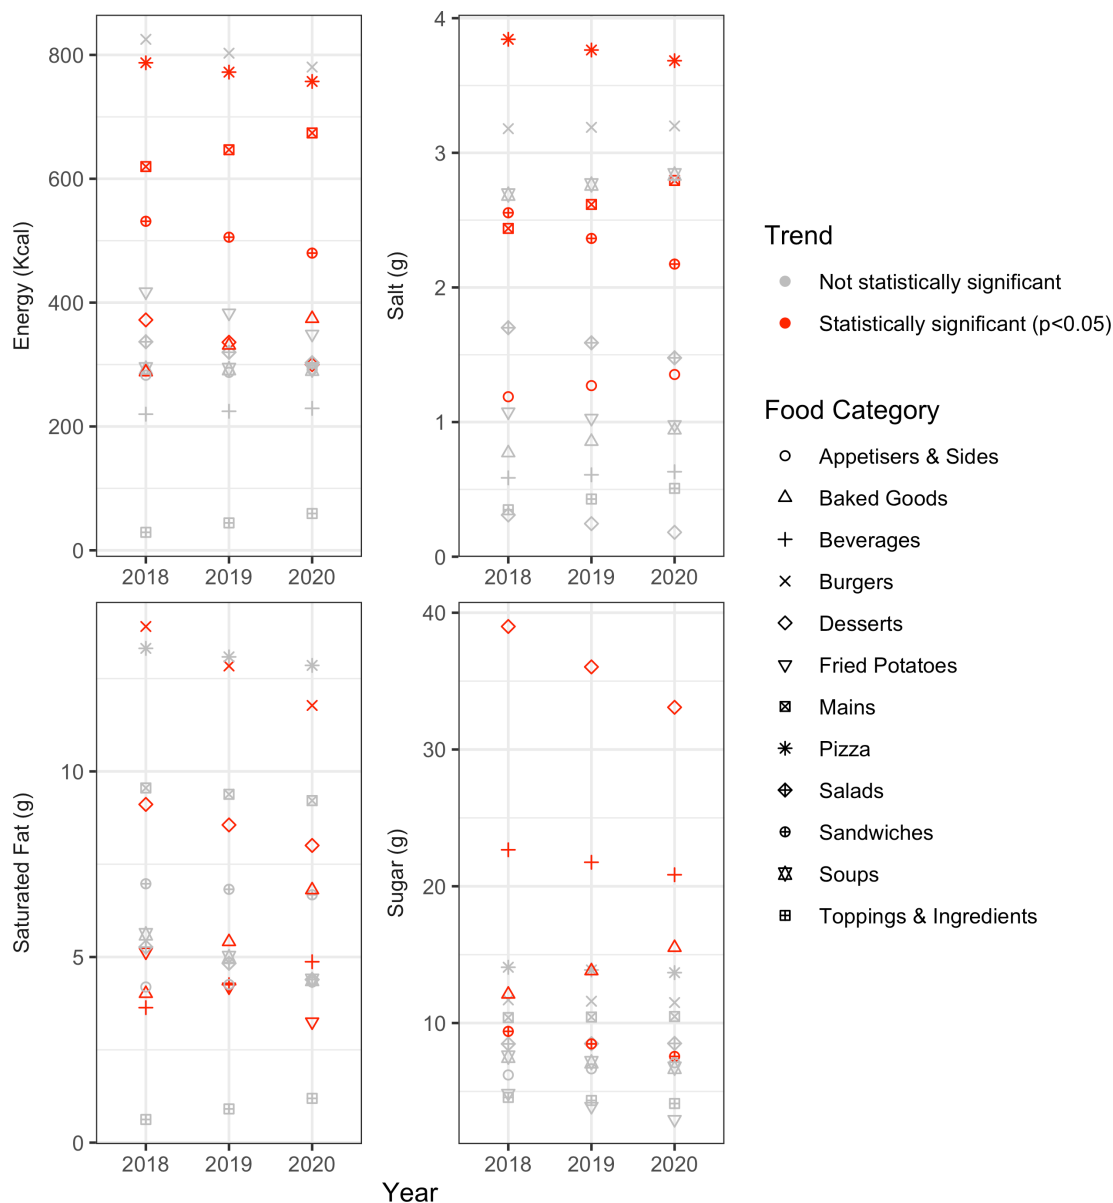 Energy (Kcal)
800
600
400
200
0
2018 2019 2020
Salt (g)
4
3
2
1
0
2018 2019 2020
Saturated Fat (g)
10
5
0
2018 2019 2020
Sugar (g)
40
30
20
10
2018 2019 2020
Year
Trend
Not statistically significant
Statistically significant (p<0.05)
Food Category
Appetisers & Sides
Baked Goods
Beverages
Burgers
Desserts
Fried Potatoes
Mains
Pizza
Salads
Sandwiches
Soups
Toppings & Ingredients